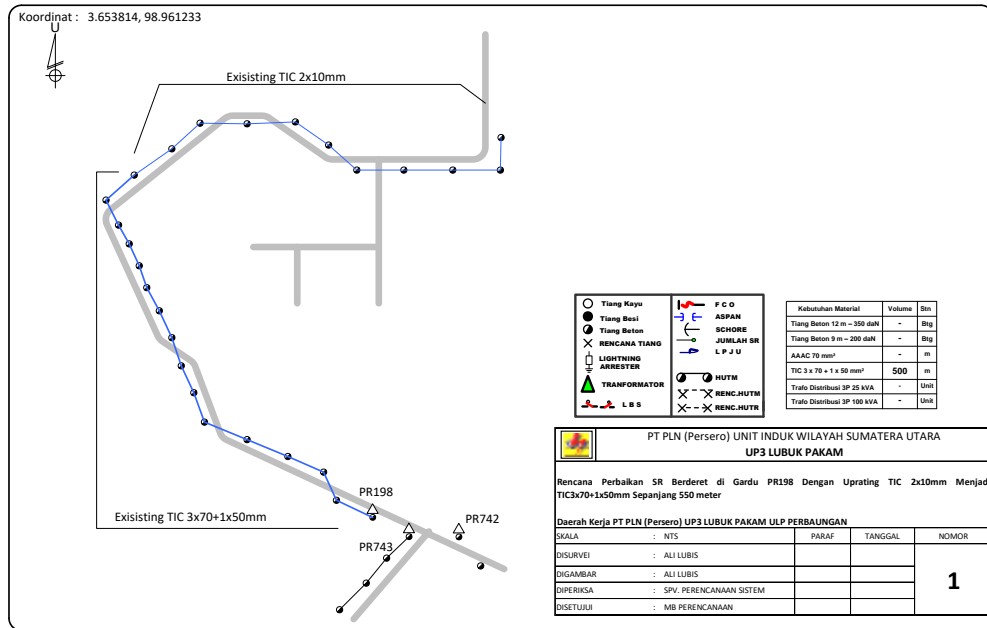 Koordinat : 3.653814, 98.961233
U
Exisisting TIC 2x10mm
Exisisting TIC 3x70+1x50mm
PR198
PR742
PR743
Tiang Kayu
Tiang Besi
Tiang Beton
RENCANA TIANG
LIGHTNING
ARRESTER
TRANFORMATOR
L B S
F C O
ASPAN
SCHORE
JUMLAH SR
L P J U
HUTM
RENC.HUTM
RENC.HUTR
Kebutuhan Material Volume Stn
Tiang Beton 12 m – 350 daN - Btg
Tiang Beton 9 m – 200 daN - Btg
AAAC 70 mm² - m
TIC 3 x 70 + 1 x 50 mm² 500 m
Trafo Distribusi 3P 25 kVA - Unit
Trafo Distribusi 3P 100 kVA - Unit
PT PLN (Persero) UNIT INDUK WILAYAH SUMATERA UTARA
UP3 LUBUK PAKAM
Rencana Perbaikan SR Berderet di Gardu PR198 Dengan Uprating TIC 2x10mm Menjad
TIC3x70+1x50mm Sepanjang 550 meter
Daerah Kerja PT PLN (Persero) UP3 LUBUK PAKAM ULP PERBAUNGAN
SKALA : NTS PARAF TANGGAL NOMOR
DISURVEI : ALI LUBIS
DIGAMBAR : ALI LUBIS
DIPERIKSA : SPV. PERENCANAAN SISTEM
DISETUJUI : MB PERENCANAAN
1